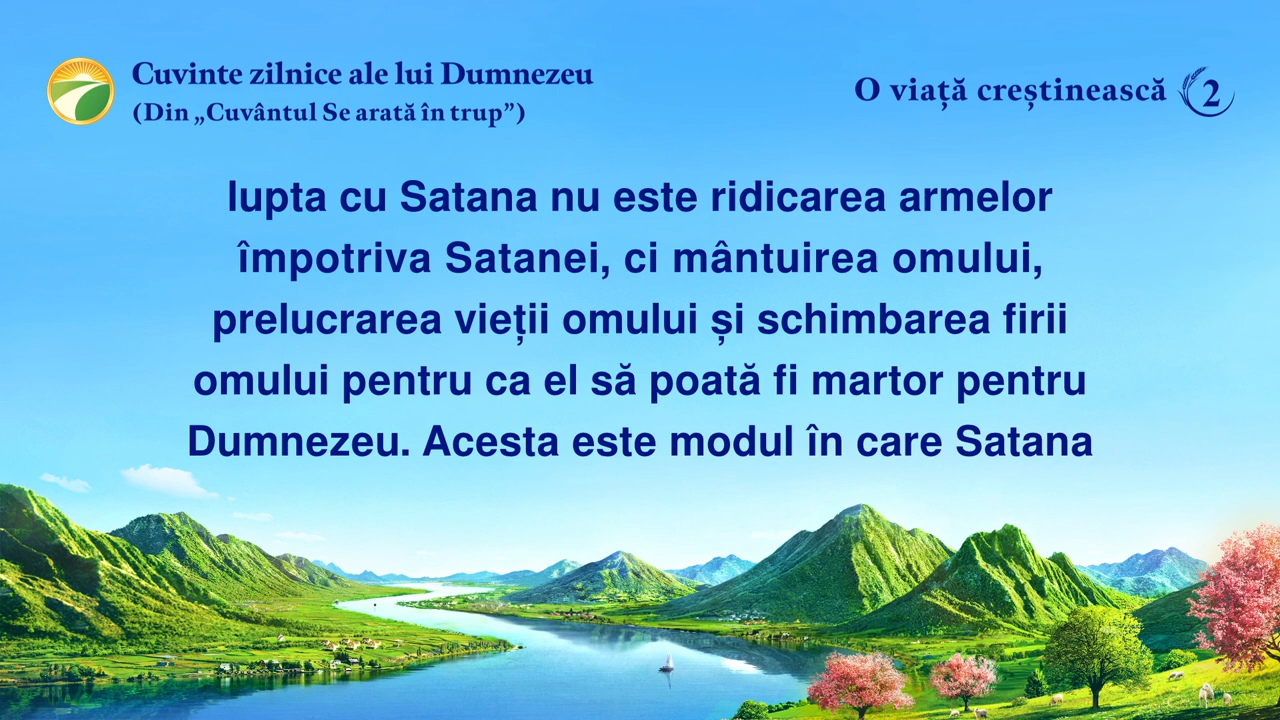 Cuvinte zilnice ale lui Dumnezeu
(Din „Cuvântul Se arată în trup”)
O viață creștinească 2
lupta cu Satana nu este ridicarea armelor
împotriva Satanei, ci mântuirea omului,
prelucrarea vieții omului și schimbarea firii
omului pentru ca el să poată fi martor pentru
Dumnezeu. Acesta este modul în care Satana